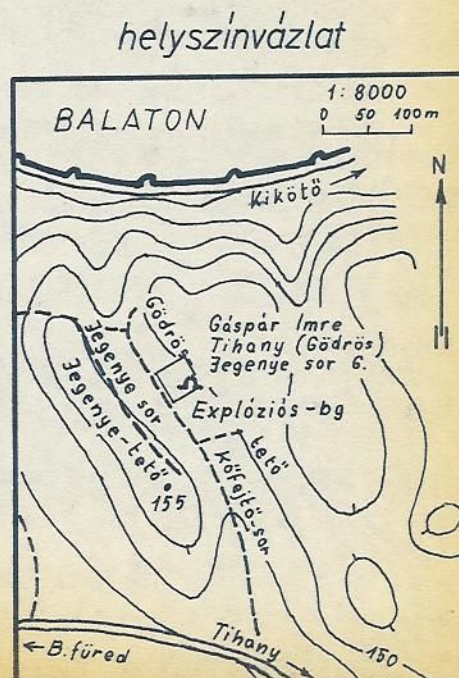 helyszínvázlat
1:8000
0 50 100m
BALATON
N
Kikötő
Gödrös
tető
Gáspár Imre
Tihany (Gödrös)
Jegenye sor 6.
Explóziós-bg
Jegenye sor
Jegenye-tető
155
Kőfejtő-sor
150
Tihany
← B.füred